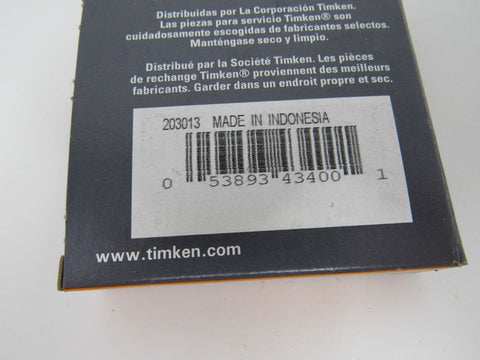 Distribuidas por La Corporación Timken.
Las piezas para servicio Timken® son
cuidadosamente escogidas de fabricantes selectos.
Manténgase seco y limpio.
Distribué par la Société Timken. Les pièces
de rechange Timken® proviennent des meilleurs
fabricants. Garder dans un endroit propre et sec.
203013 MADE IN INDONESIA
0 53893 43400 1
www.timken.com